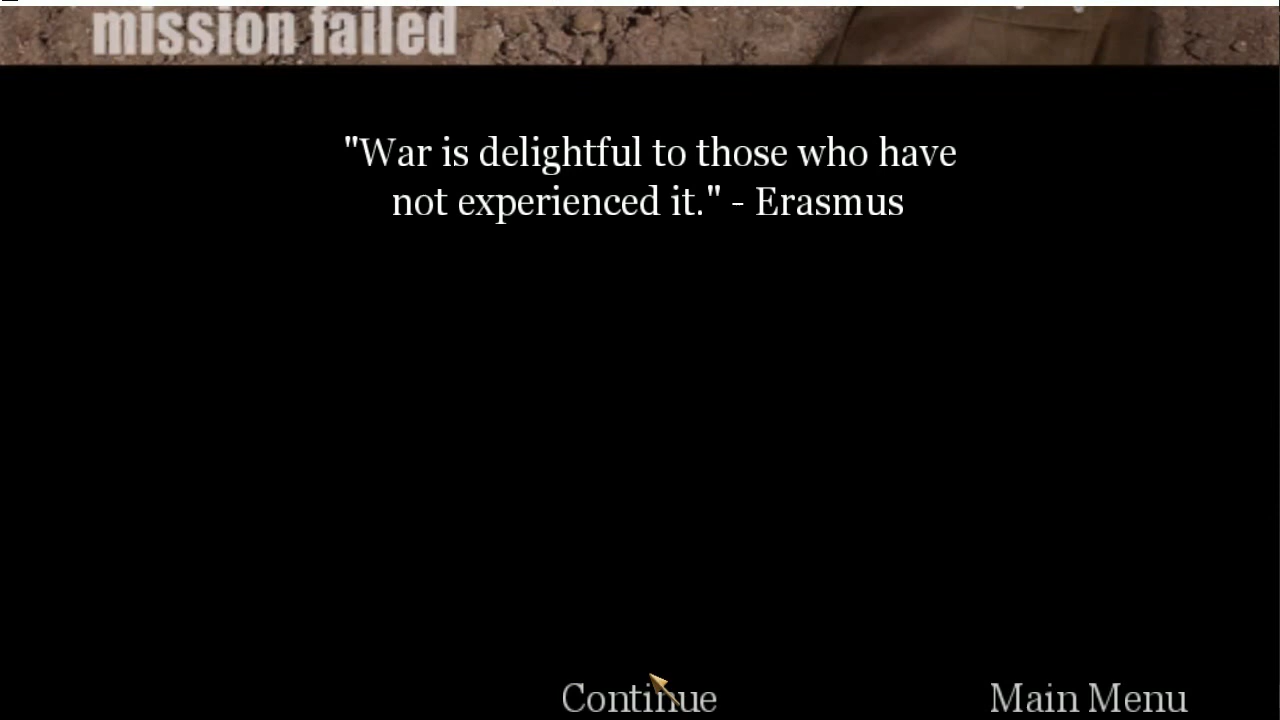 mission failed
"War is delightful to those who have
not experienced it." - Erasmus
Continue
Main Menu